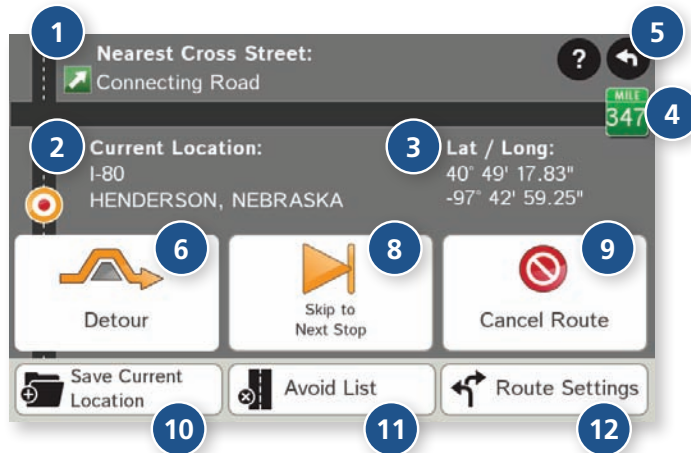 1
Nearest Cross Street:
Connecting Road
?
5
MILE
347
4
2
Current Location:
I-80
HENDERSON, NEBRASKA
3
Lat / Long:
40° 49' 17.83"
-97° 42' 59.25"
6
Detour
8
Skip to
Next Stop
9
Cancel Route
Save Current
Location
10
Avoid List
11
Route Settings
12